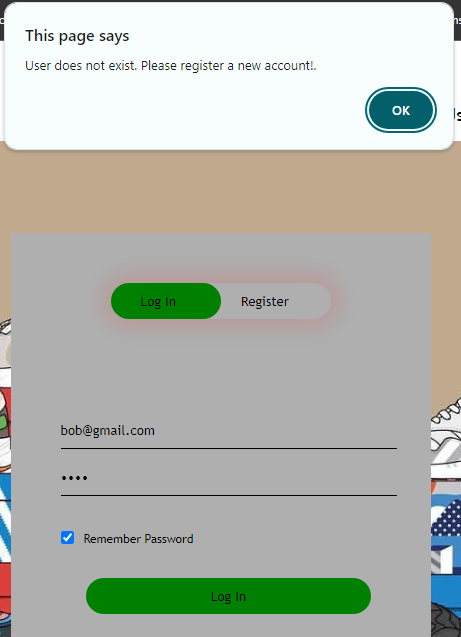 This page says
User does not exist. Please register a new account!.
OK
Log In
Register
bob@gmail.com
Remember Password
Log In